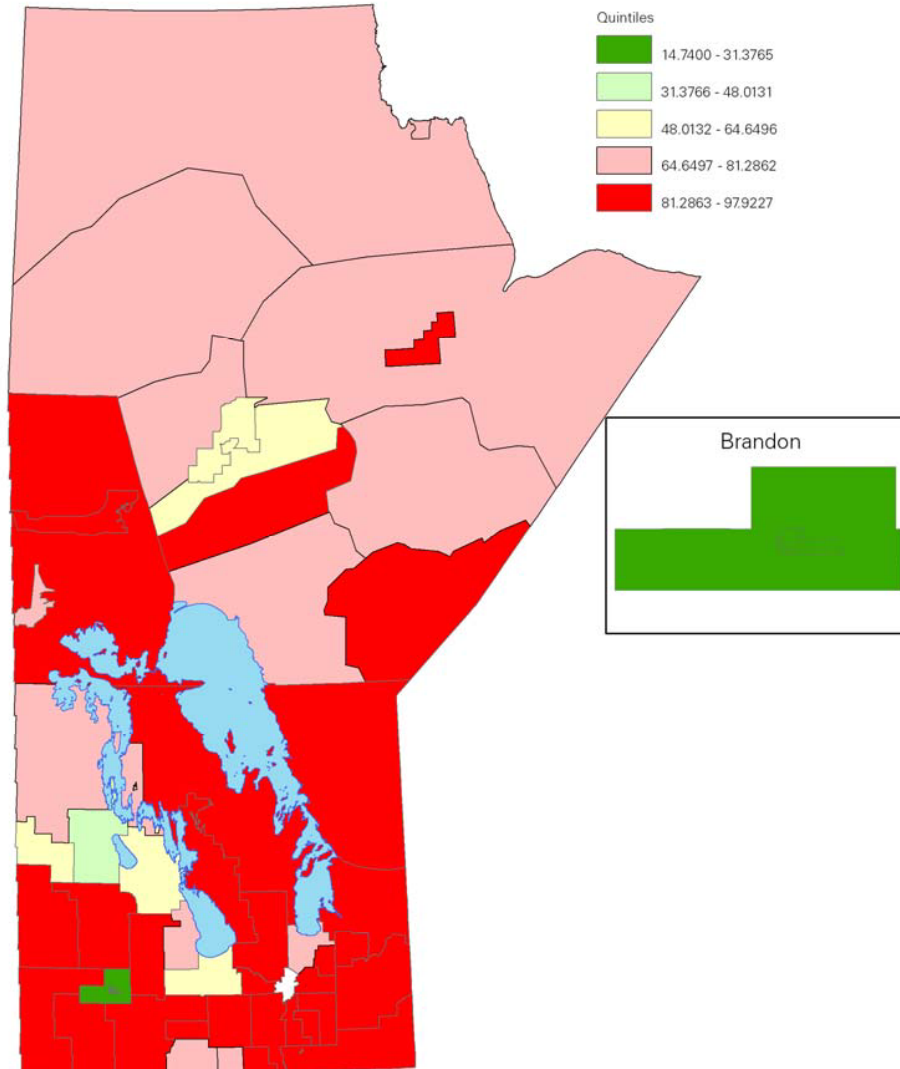 Quintiles
14.7400 - 31.3765
31.3766 - 48.0131
48.0132 - 64.6496
64.6497 - 81.2862
81.2863 - 97.9227
Brandon